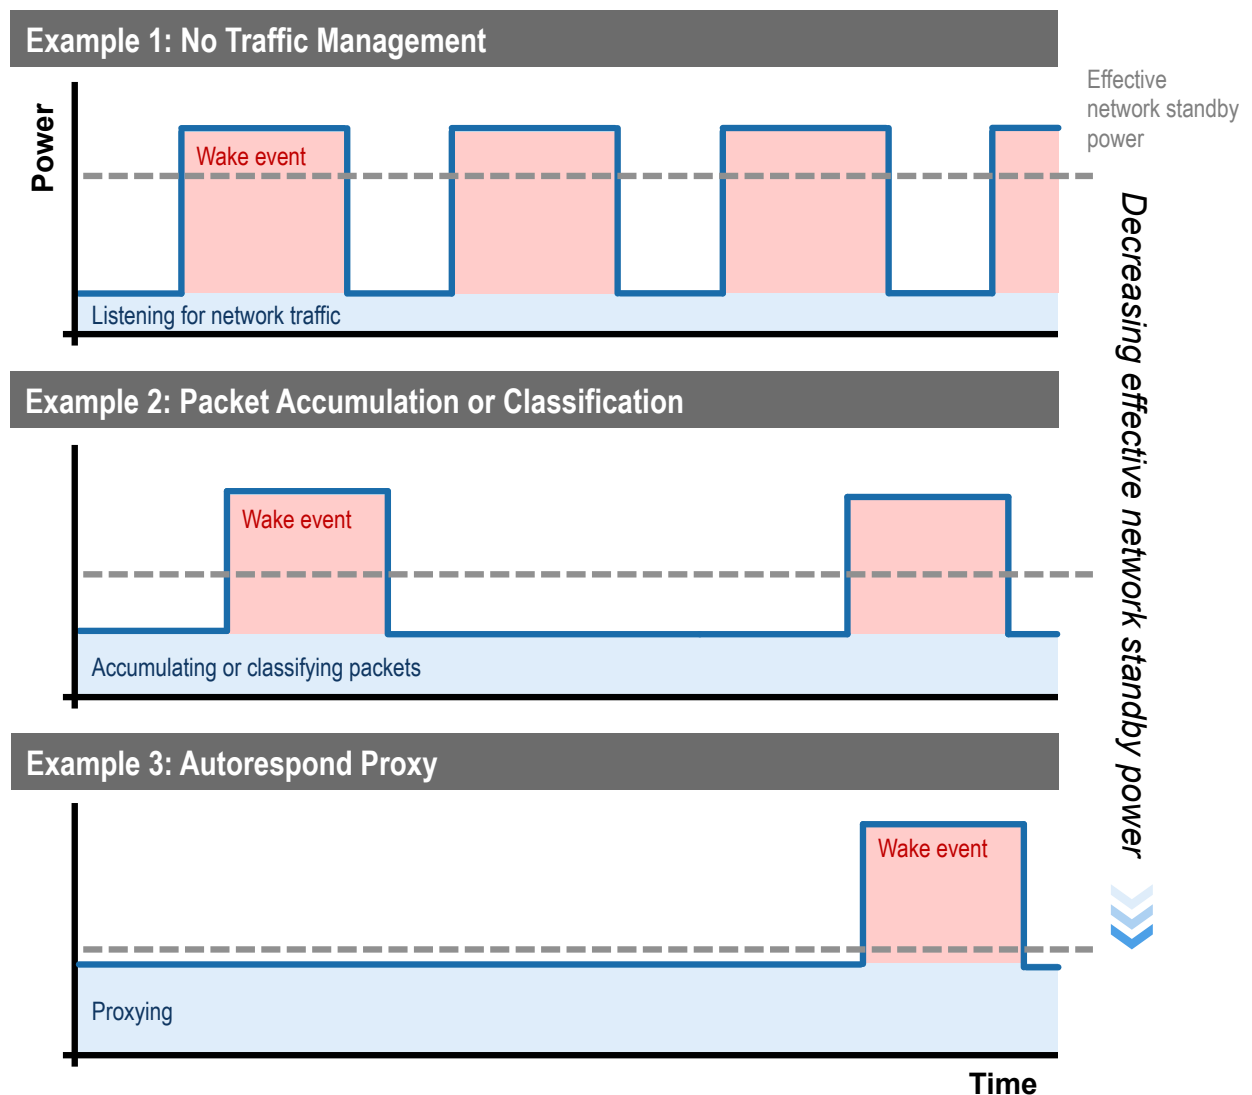 Example 1: No Traffic Management
Effective
network standby
power
Power
Wake event
Listening for network traffic
Decreasing effective network standby power
Example 2: Packet Accumulation or Classification
Wake event
Accumulating or classifying packets
Example 3: Autorespond Proxy
Wake event
Proxying
Time